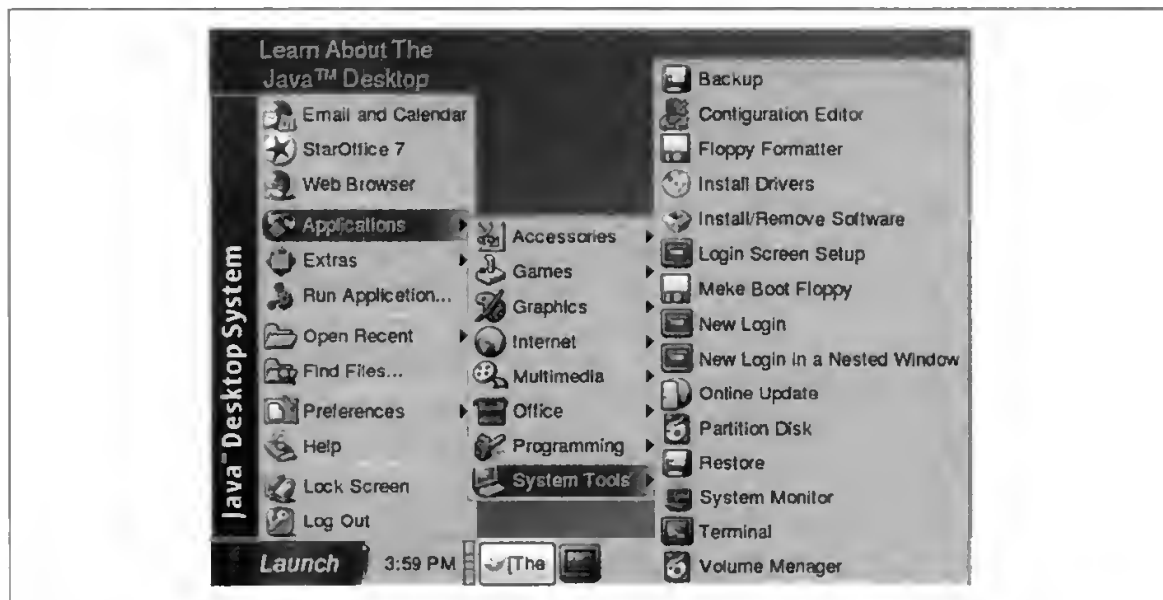 Learn About The
Java™ Desktop
Java™ Desktop System
Email and Calendar
StarOffice 7
Web Browser
Applications
Extras
Run Applicetion...
Open Recent
Find Files...
Preferences
Help
Lock Screen
Log Out
Launch
3:59 PM
[The
Accessories
Games
Graphics
Internet
Multimedia
Office
Programming
System Tools
Backup
Configuration Editor
Floppy Formatter
Install Drivers
Install/Remove Software
Login Screen Setup
Meke Boot Floppy
New Login
New Login in a Nested Window
Online Update
Partition Disk
Restore
System Monitor
Terminal
Volume Menager